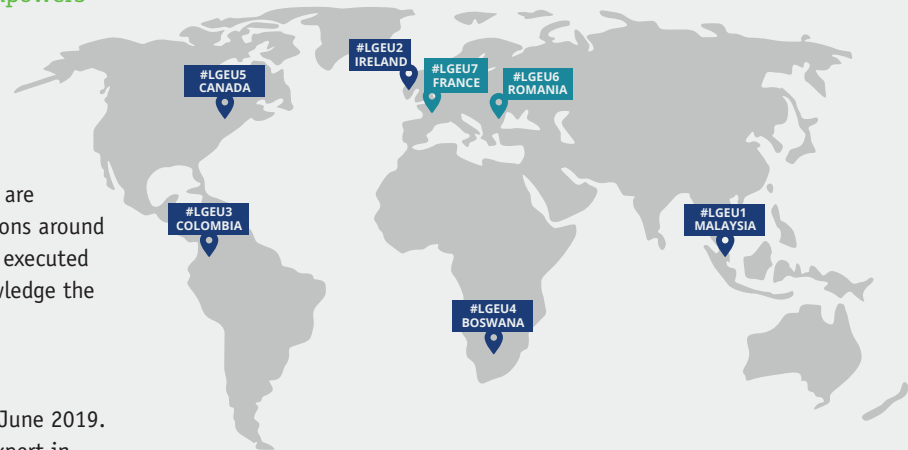 #LGEU2
IRELAND
#LGEU7
FRANCE
#LGEU6
ROMANIA
#LGEU5
CANADA
are
ons around
executed
ledge the
#LGEU3
COLOMBIA
#LGEU1
MALAYSIA
#LGEU4
BOSWANA
June 2019.